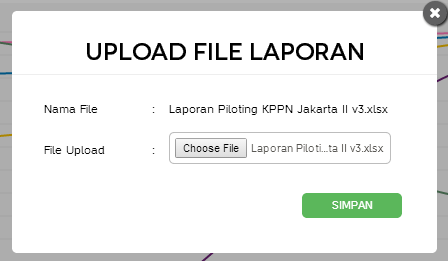 UPLOAD FILE LAPORAN
Nama File : Laporan Piloting KPPN Jakarta II v3.xlsx
File Upload : Choose File Laporan Piloti...ta II v3.xlsx
SIMPAN